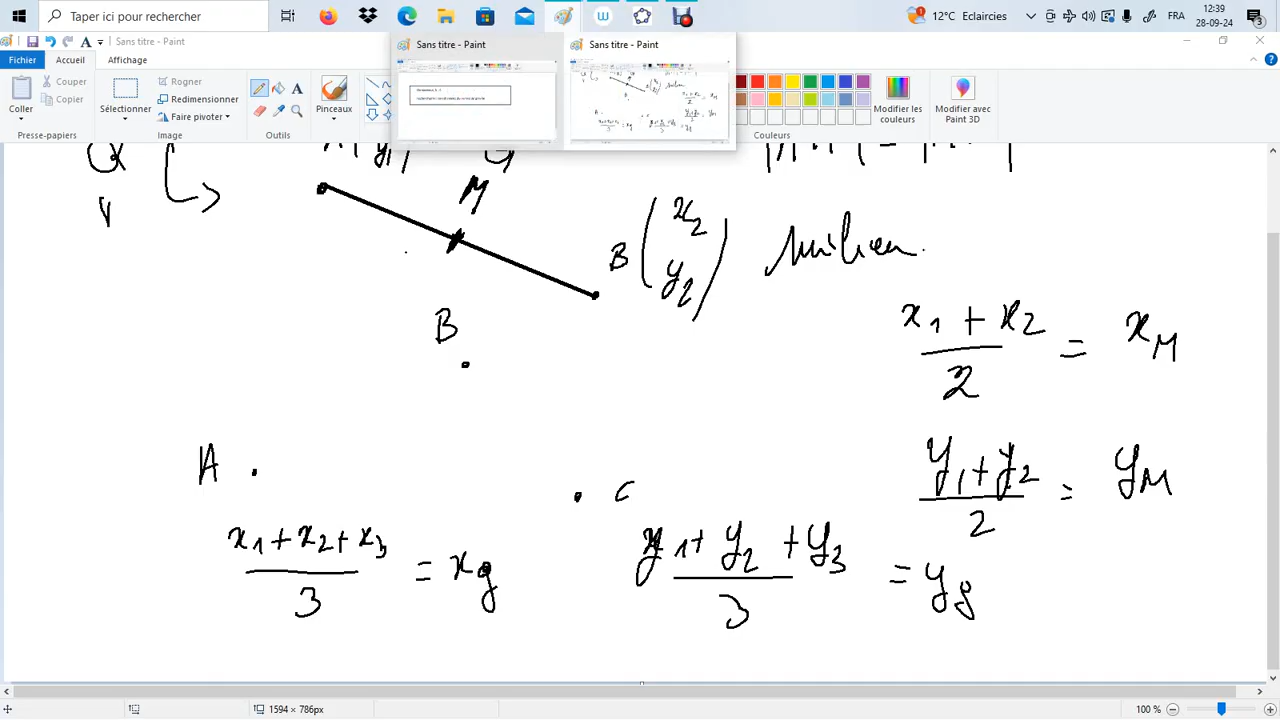 Taper ici pour rechercher
12°C Eclaircies
FRA
12:39
28-09-24
3
Sans titre - Paint
Sans titre - Paint
Sans titre - Paint
Fichier
Accueil
Affichage
Coller
Couper
Copier
Presse-papiers
Sélectionner
Rogner
Redimensionner
Faire pivoter
Image
A
Outils
Pinceaux
Modifier les couleurs
Modifier avec Paint 3D
Couleurs
M
B (x2 y2)
milieu.
x1 + x2 / 2 = xM
B
y1 + y2 / 2 = yM
A
C
x1 + x2 + x3 / 3 = xg
y1 + y2 + y3 / 3 = yg
1594 × 786px
100 %